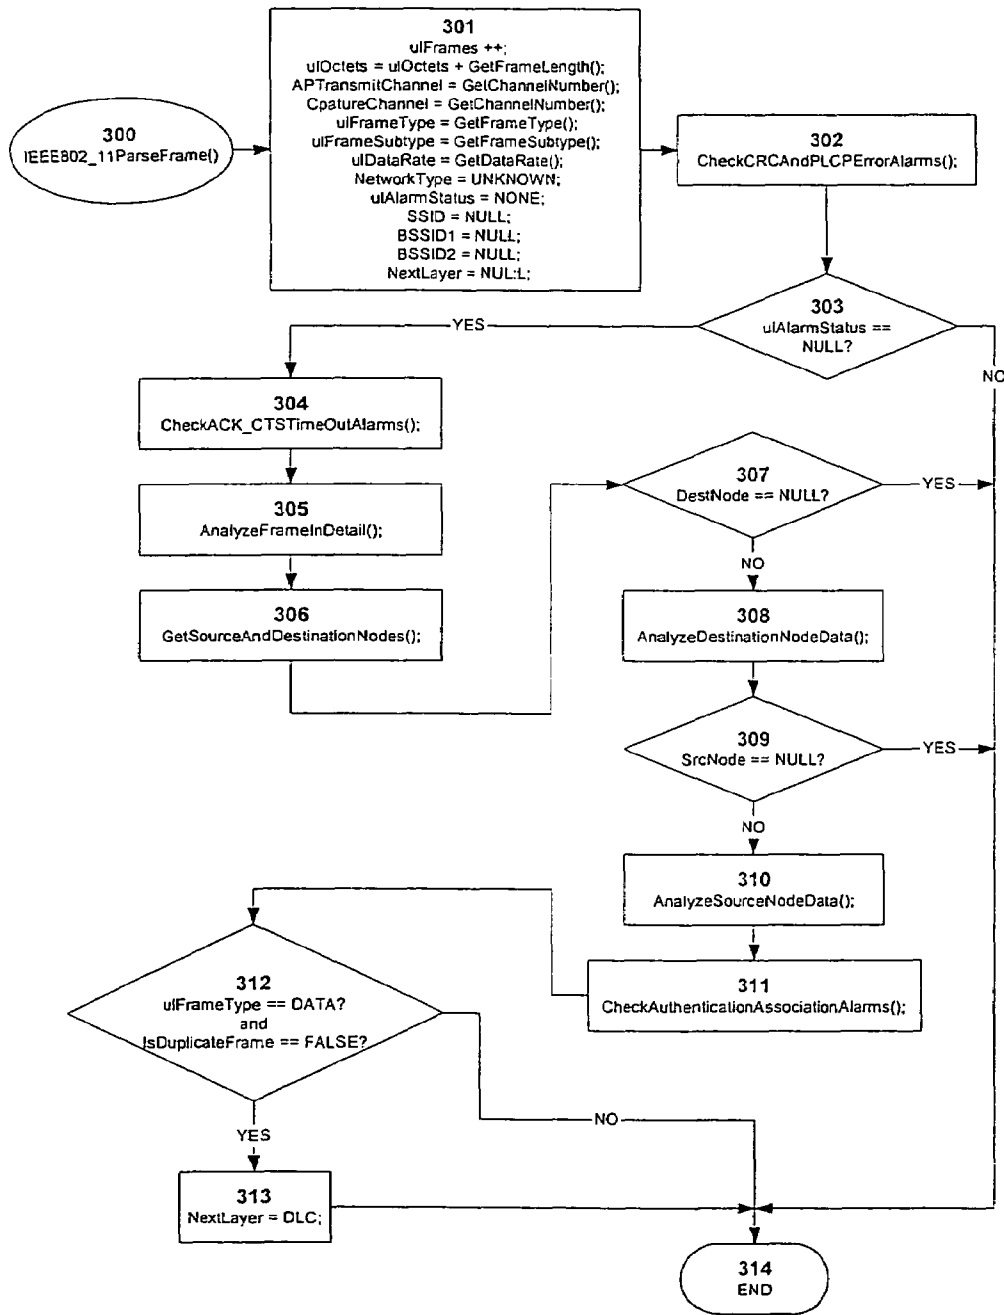 301
ulFrames ++;
ulOctets = ulOctets + GetFrameLength();
APTransmitChannel = GetChannelNumber();
CpatureChannel = GetChannelNumber();
ulFrameType = GetFrameType();
ulFrameSubtype = GetFrameSubtype();
ulDataRate = GetDataRate();
NetworkType = UNKNOWN;
ulAlarmStatus = NONE;
SSID = NULL;
BSSID1 = NULL;
BSSID2 = NULL;
NextLayer = NUL:L;
300
IEEE802_11ParseFrame()
302
CheckCRCAndPLCPErrorAlarms();
303
ulAlarmStatus ==
NULL?
YES
NO
304
CheckACK_CTSTimeOutAlarms();
305
AnalyzeFrameInDetail();
306
GetSourceAndDestinationNodes();
307
DestNode == NULL?
YES
NO
308
AnalyzeDestinationNodeData();
309
SrcNode == NULL?
YES
NO
310
AnalyzeSourceNodeData();
311
CheckAuthenticationAssociationAlarms();
312
ulFrameType == DATA?
and
IsDuplicateFrame == FALSE?
NO
YES
313
NextLayer = DLC;
314
END